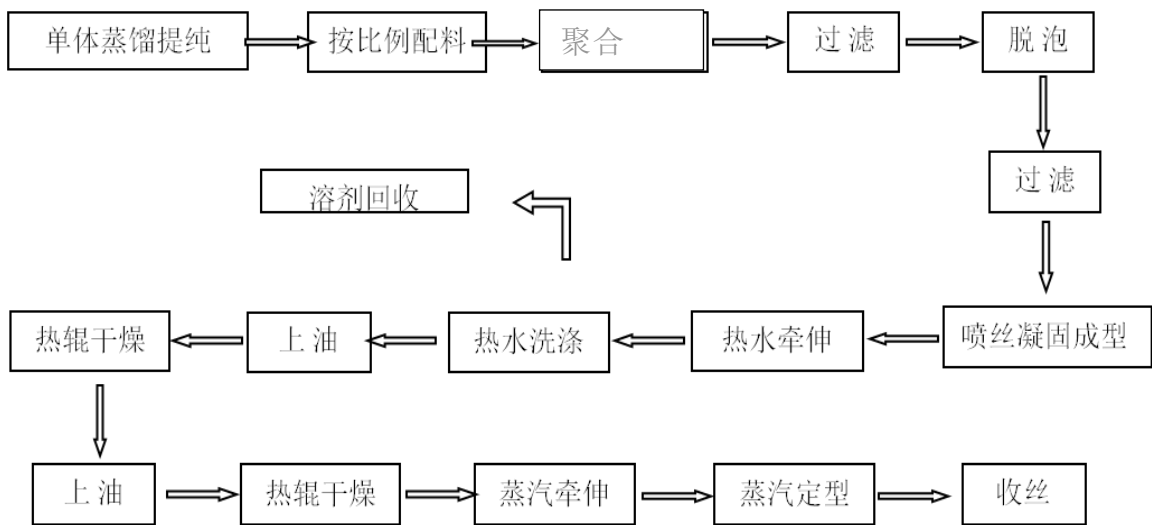 单体蒸馏提纯
按比例配料
聚合
过滤
脱泡
过滤
溶剂回收
喷丝凝固成型
热水牵伸
热水洗涤
上油
热辊干燥
上油
热辊干燥
蒸汽牵伸
蒸汽定型
收丝